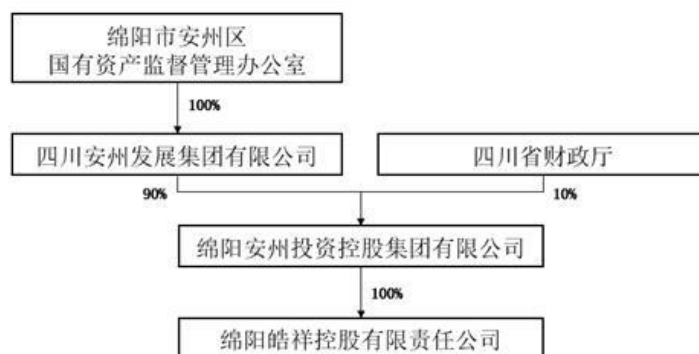 绵阳市安州区
国有资产监督管理办公室
100%
四川安州发展集团有限公司
四川省财政厅
90%
10%
绵阳安州投资控股集团有限公司
100%
绵阳皓祥控股有限责任公司